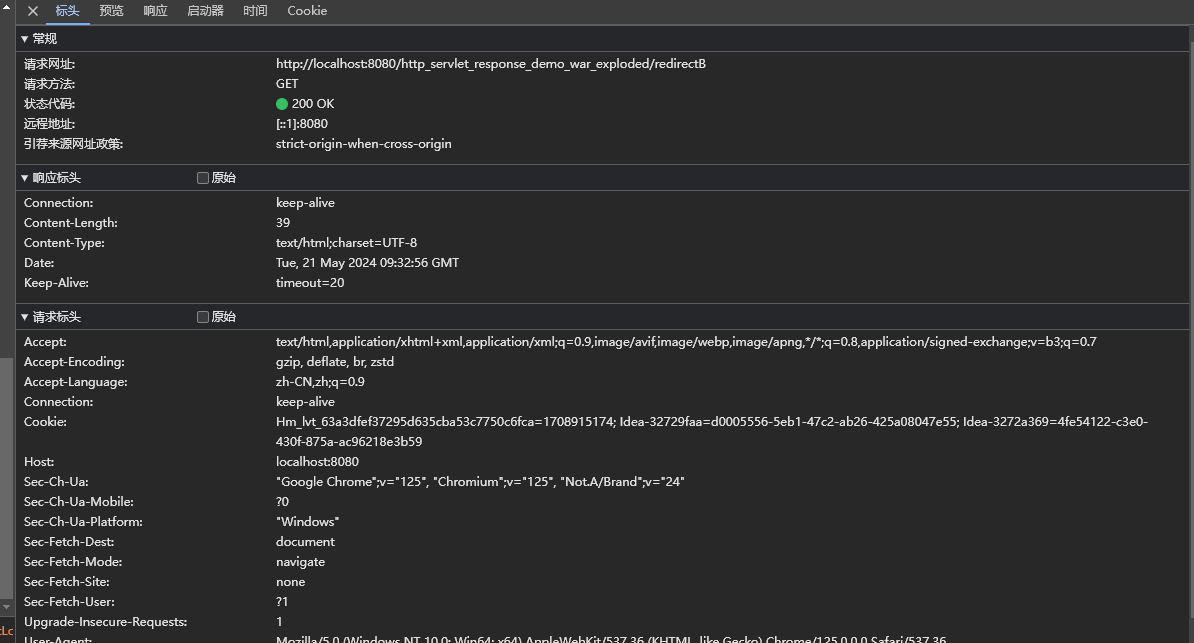 标头 预览 响应 启动器 时间 Cookie
常规
请求网址: http://localhost:8080/http_servlet_response_demo_war_exploded/redirectB
请求方法: GET
状态代码: 200 OK
远程地址: [::1]:8080
引荐来源网址政策: strict-origin-when-cross-origin
响应标头 原始
Connection: keep-alive
Content-Length: 39
Content-Type: text/html;charset=UTF-8
Date: Tue, 21 May 2024 09:32:56 GMT
Keep-Alive: timeout=20
请求标头 原始
Accept: text/html,application/xhtml+xml,application/xml;q=0.9,image/avif,image/webp,image/apng,*/*;q=0.8,application/signed-exchange;v=b3;q=0.7
Accept-Encoding: gzip, deflate, br, zstd
Accept-Language: zh-CN,zh;q=0.9
Connection: keep-alive
Cookie: Hm_lvt_63a3dfef37295d635cba53c7750c6fca=1708915174; Idea-32729faa=d0005556-5eb1-47c2-ab26-425a08047e55; Idea-3272a369=4fe54122-c3e0-
430f-875a-ac96218e3b59
Host: localhost:8080
Sec-Ch-Ua: "Google Chrome";v="125", "Chromium";v="125", "Not.A/Brand";v="24"
Sec-Ch-Ua-Mobile: ?0
Sec-Ch-Ua-Platform: "Windows"
Sec-Fetch-Dest: document
Sec-Fetch-Mode: navigate
Sec-Fetch-Site: none
Sec-Fetch-User: ?1
Upgrade-Insecure-Requests: 1
User-Agent: Mozilla/5.0 (Windows NT 10.0; Win64; x64) AppleWebKit/537.36 (KHTML, like Gecko) Chrome/125.0.0.0 Safari/537.36